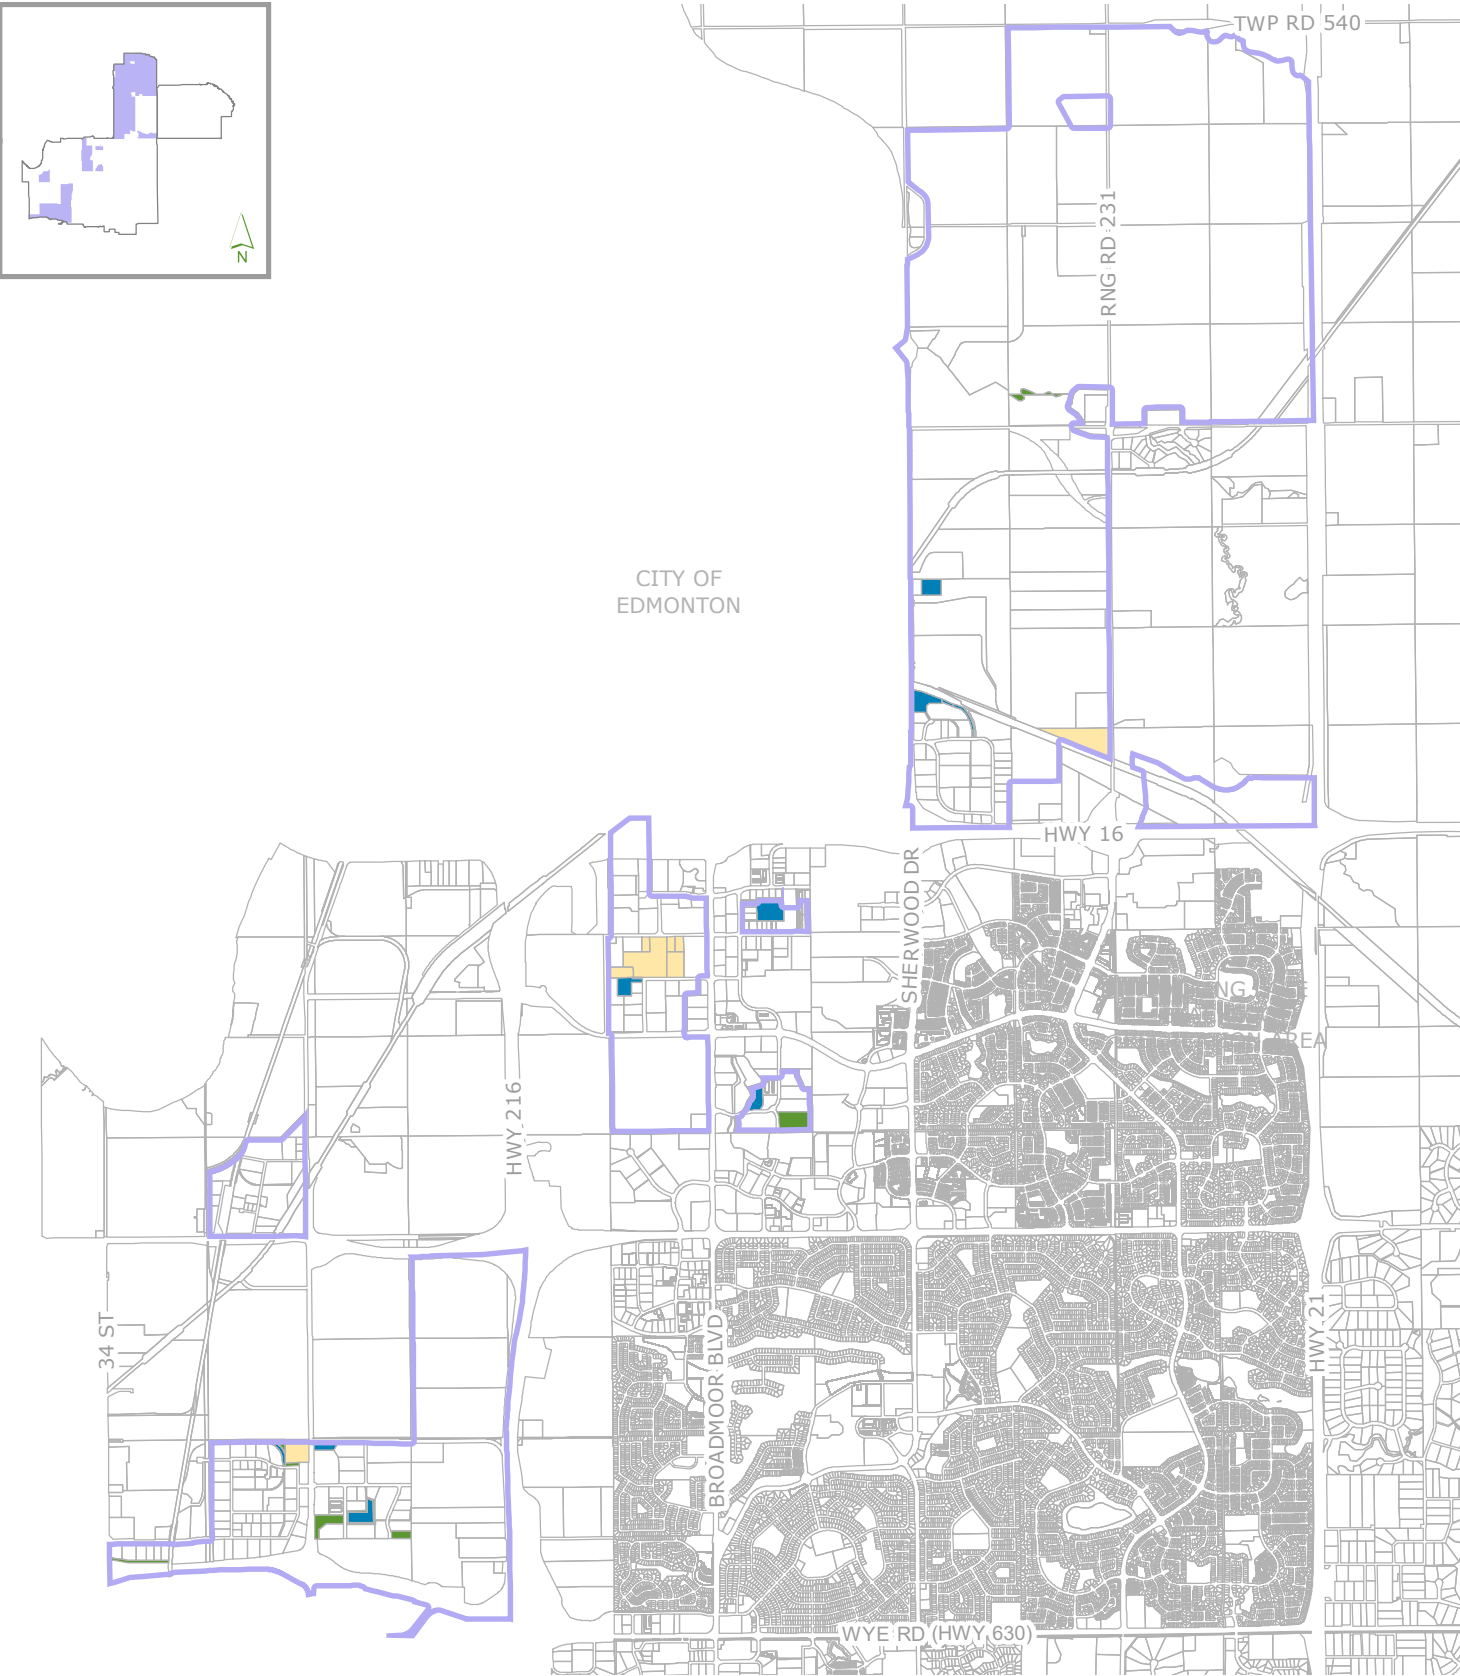 TWP RD 540
N
RNG RD 231
CITY OF
EDMONTON
HWY 16
SHERWOOD DR
AREA
HWY 216
34 ST
BROADMOOR BLVD
HWY 21
WYE RD (HWY 630)